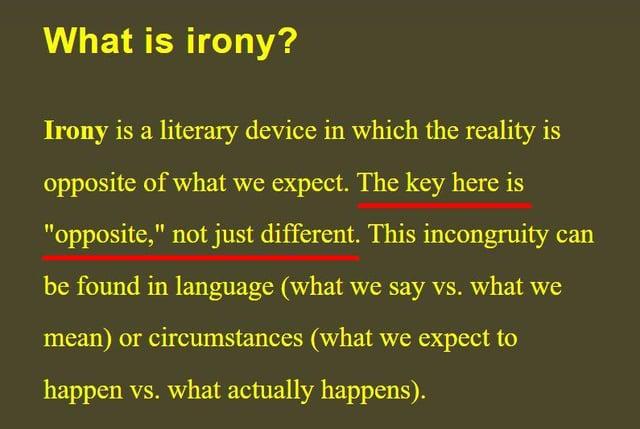 What is irony?
Irony is a literary device in which the reality is
opposite of what we expect. The key here is
"opposite," not just different. This incongruity can
be found in language (what we say vs. what we
mean) or circumstances (what we expect to
happen vs. what actually happens).